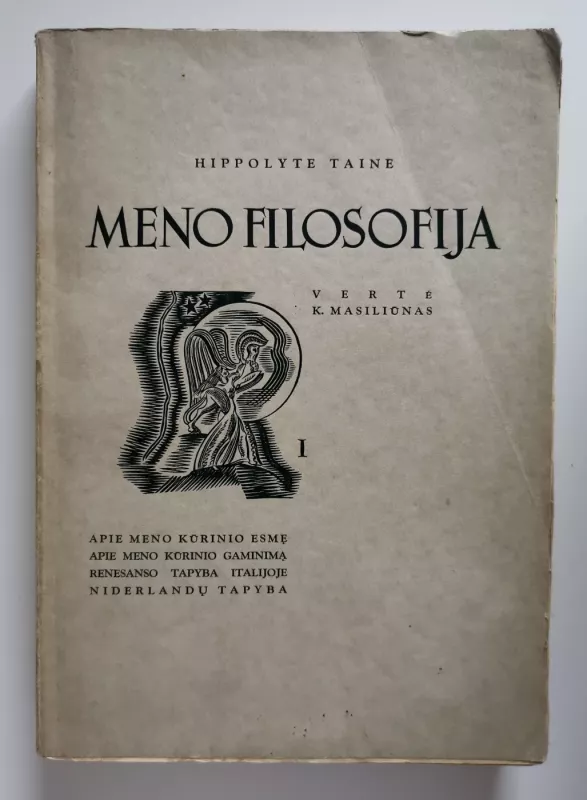 HIPPOLYTE TAINE
MENO FILOSOFIJA
VERTĖ
K. MASILIŪNAS
I
APIE MENO KŪRINIO ESMĘ
APIE MENO KŪRINIO GAMINIMĄ
RENESANSO TAPYBA ITALIJOJE
NIDERLANDŲ TAPYBA